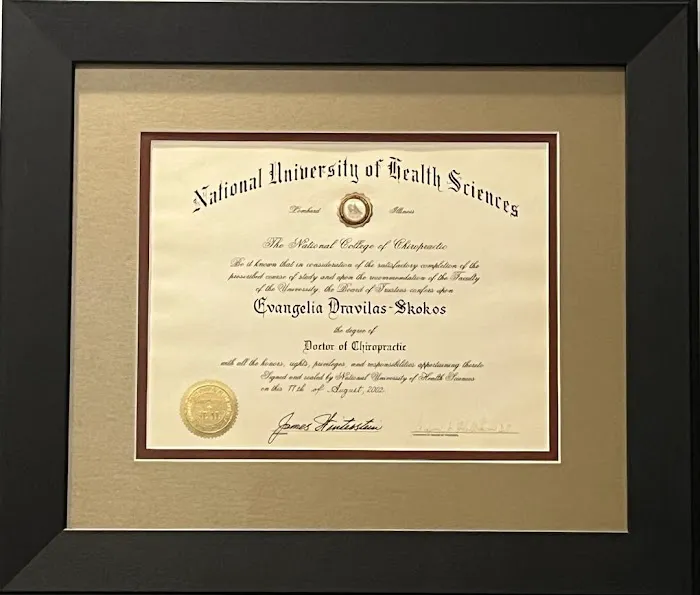 National University of Health Sciences
Lombard Illinois
The National College of Chiropractic
Be it known that in consideration of the satisfactory completion of the
prescribed course of study and upon the recommendation of the Faculty
of the University, the Board of Trustees confers upon
Evangelia Dravilas-Skokos
the degree of
Doctor of Chiropractic
with all the honors, rights, privileges, and responsibilities appertaining thereto
Signed and sealed by National University of Health Sciences
on this 17th of August, 2002
James Winterstein